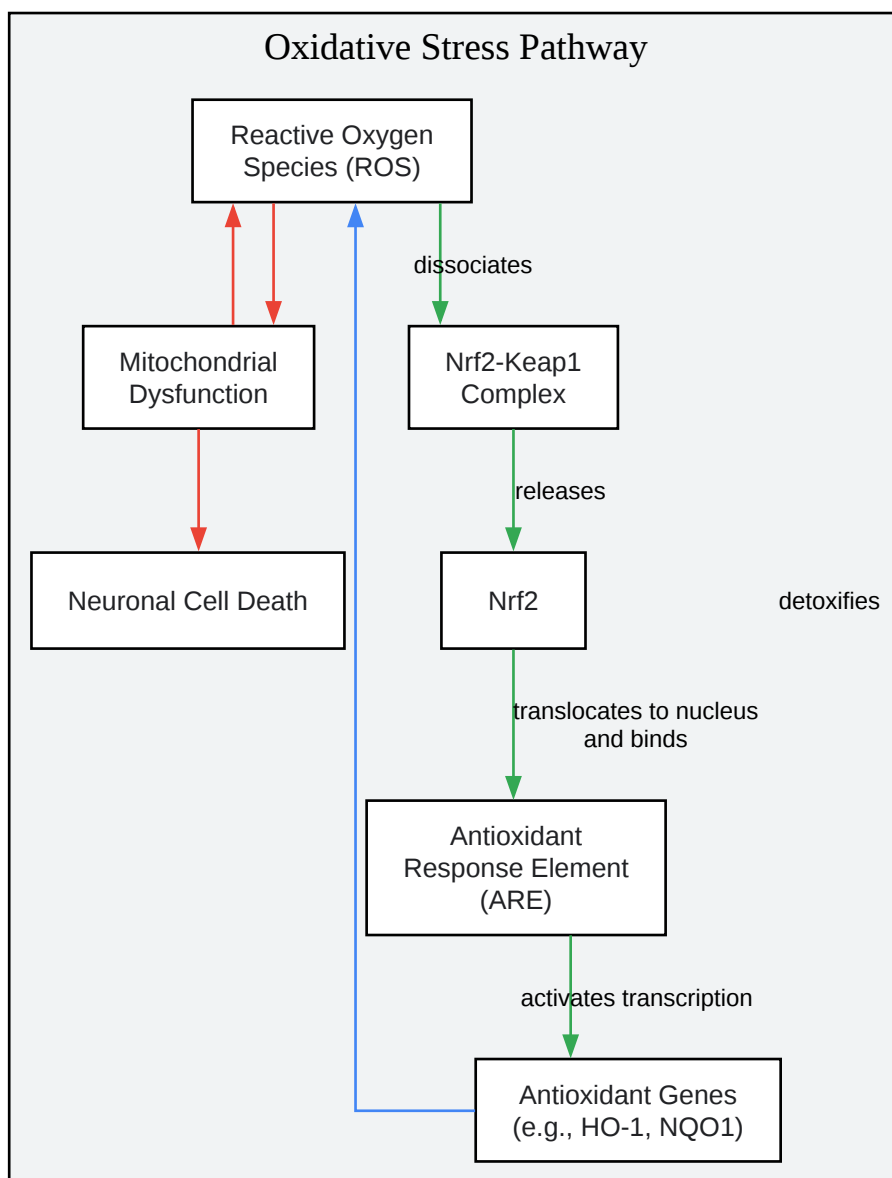 Oxidative Stress Pathway
Reactive Oxygen
Species (ROS)
dissociates
Mitochondrial
Dysfunction
Nrf2-Keap1
Complex
releases
Neuronal Cell Death
Nrf2
detoxifies
translocates to nucleus
and binds
Antioxidant
Response Element
(ARE)
activates transcription
Antioxidant Genes
(e.g., HO-1, NQO1)